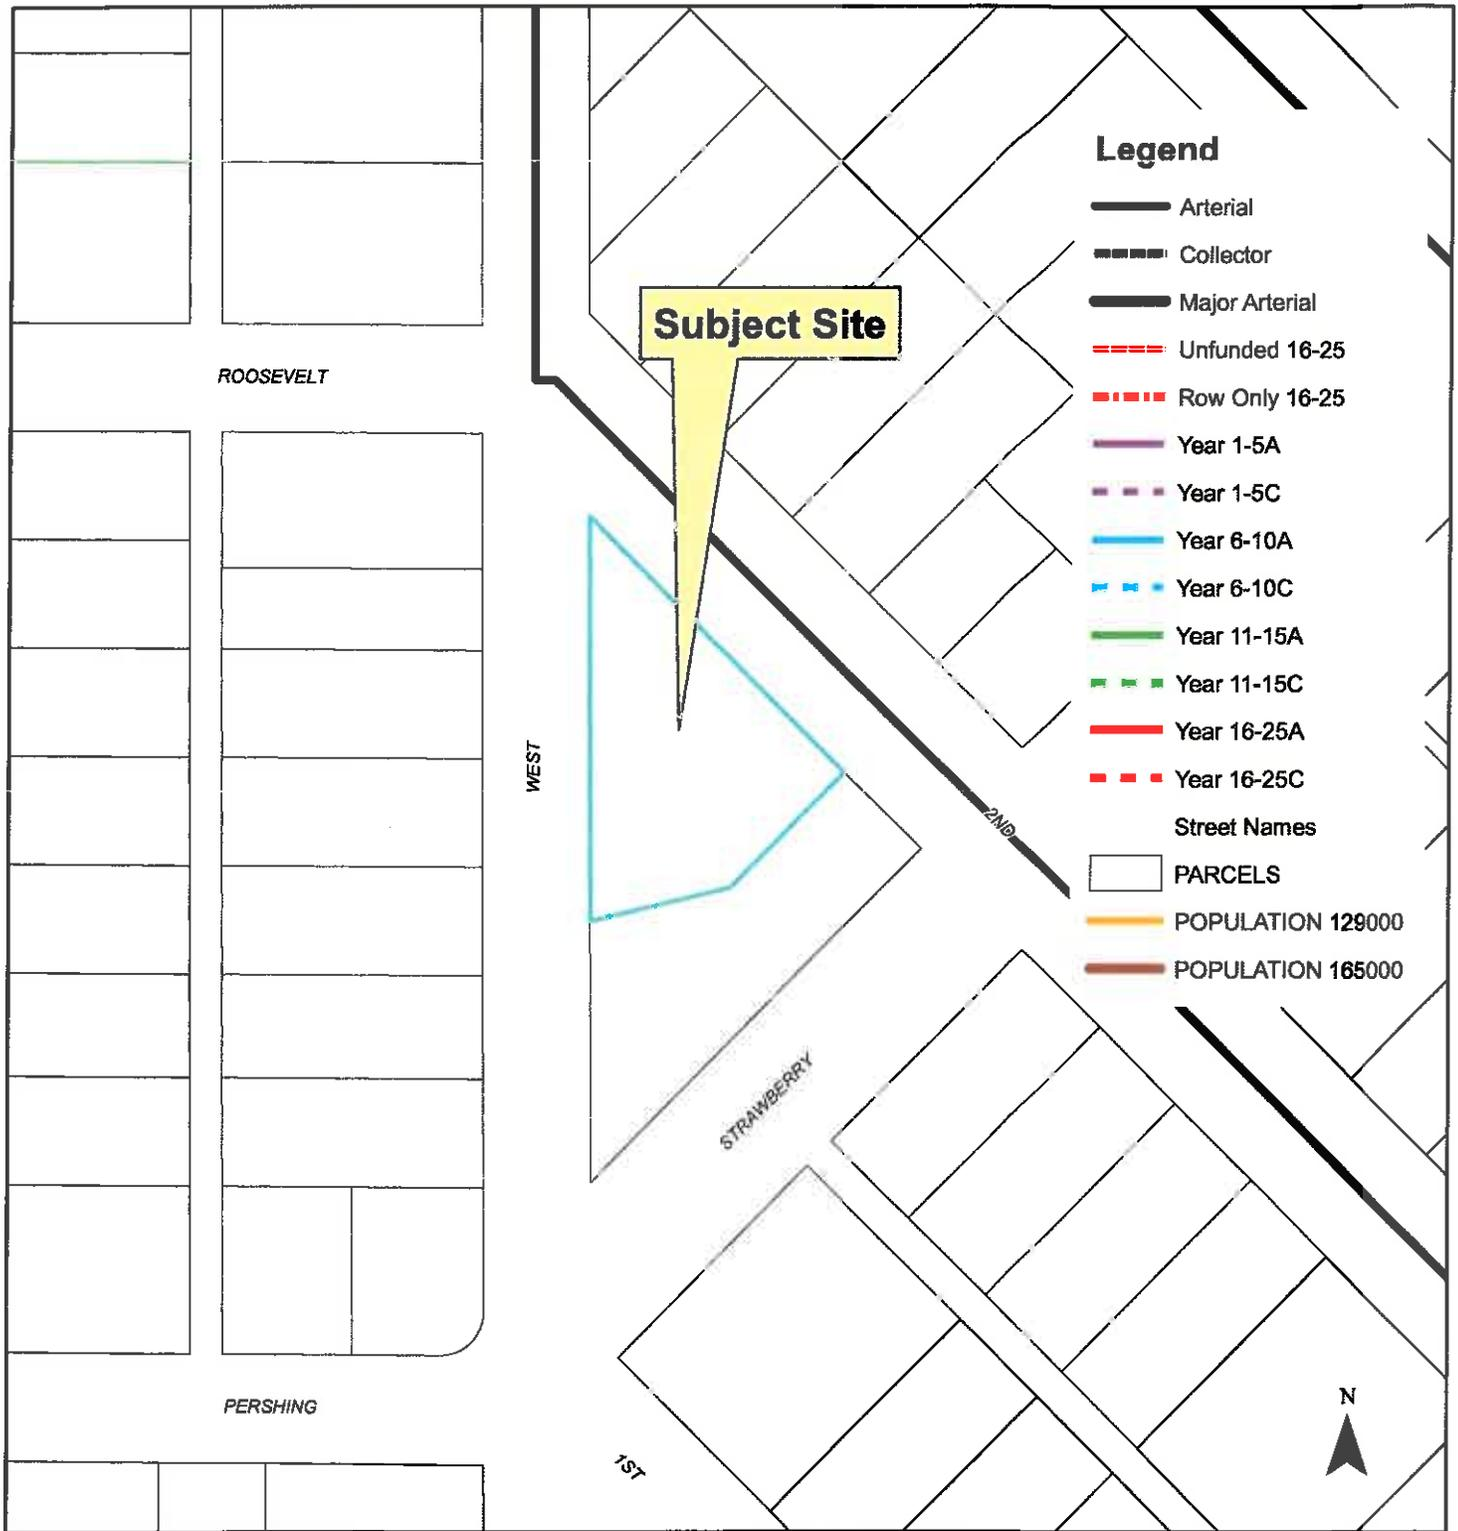 Legend
Arterial
Collector
Major Arterial
Subject Site
Unfunded 16-25
ROOSEVELT
Row Only 16-25
Year 1-5A
Year 1-5C
Year 6-10A
Year 6-10C
Year 11-15A
Year 11-15C
Year 16-25A
WEST
Year 16-25C
2ND
Street Names
PARCELS
POPULATION 129000
POPULATION 165000
STRAWBERRY
N
PERSHING
1ST